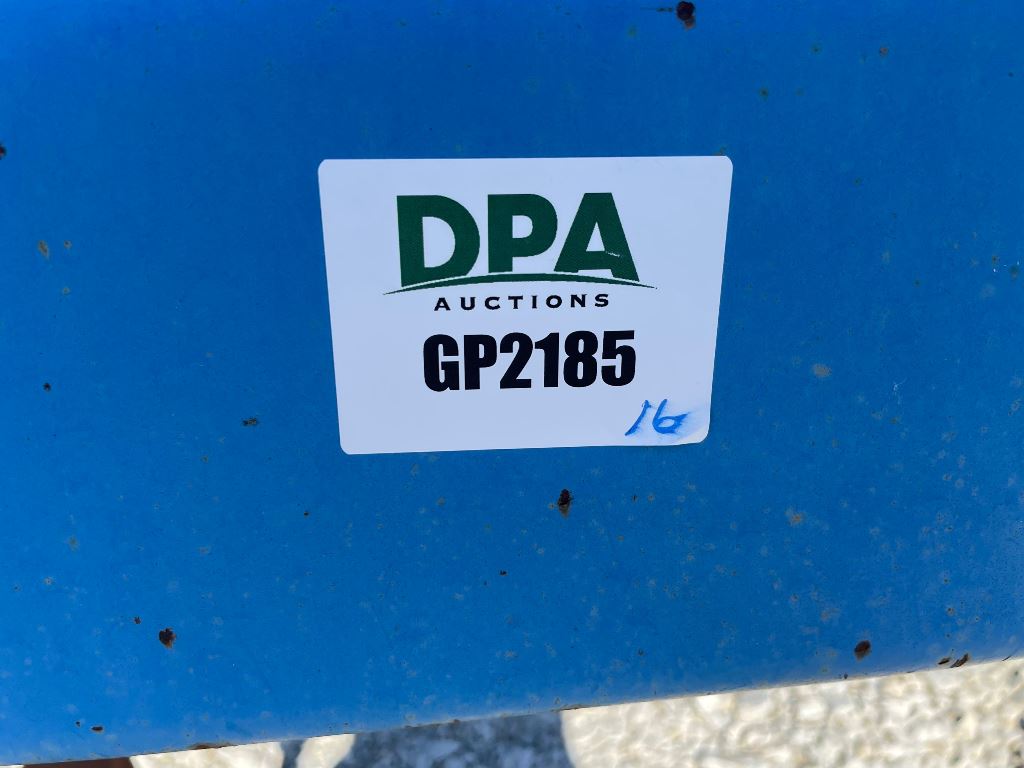 DPA
AUCTIONS
GP2185
16